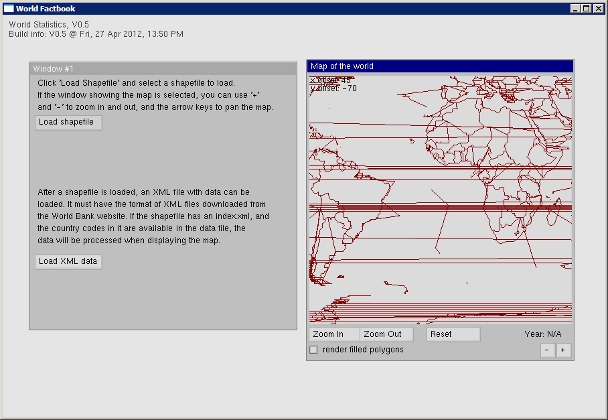 World Factbook
World Statistics, V0.5
Build info: V0.5 @ Fri, 27 Apr 2012, 13:50 PM
Window #1
Click 'Load Shapefile' and select a shapefile to load.
If the window showing the map is selected, you can use '+'
and '-' to zoom in and out, and the arrow keys to pan the map.
Load shapefile
After a shapefile is loaded, an XML file with data can be
loaded. It must have the format of XML files downloaded from
the World Bank website. If the shapefile has an index.xml, and
the country codes in it are available in the data file, the
data will be processed when displaying the map.
Load XML data
Map of the world
x offset: 45
y offset: -70
Zoom In
Zoom Out
Reset
Year: N/A
render filled polygons
-
+